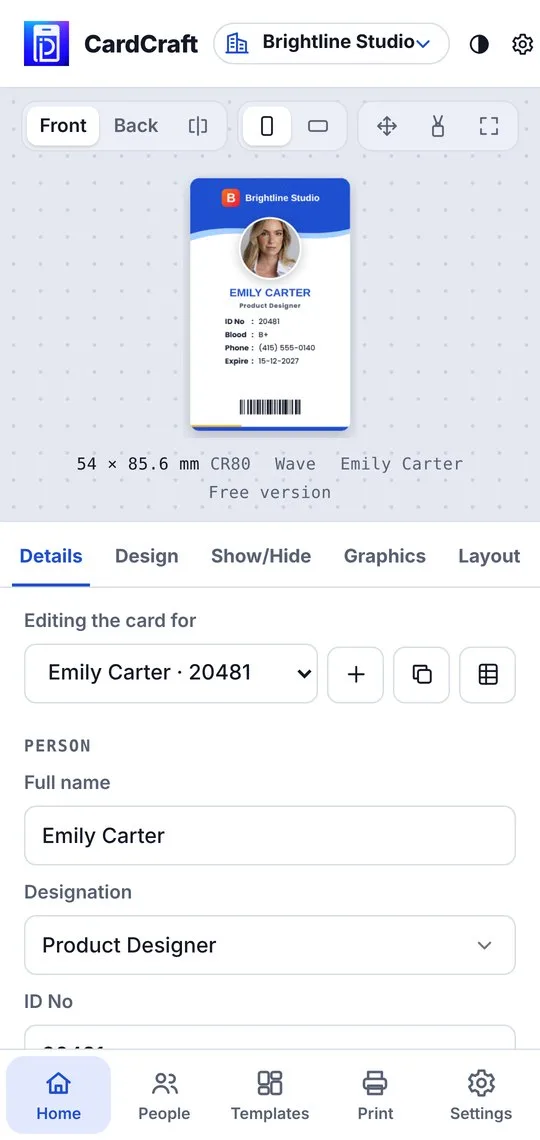 CardCraft
Brightline Studio
Front Back
B Brightline Studio
EMILY CARTER
Product Designer
ID No : 20481
Blood : B+
Phone : (415) 555-0140
Expire : 15-12-2027
54 × 85.6 mm CR80 Wave Emily Carter
Free version
Details Design Show/Hide Graphics Layout
Editing the card for
Emily Carter · 20481
PERSON
Full name
Emily Carter
Designation
Product Designer
ID No
20481
Home People Templates Print Settings